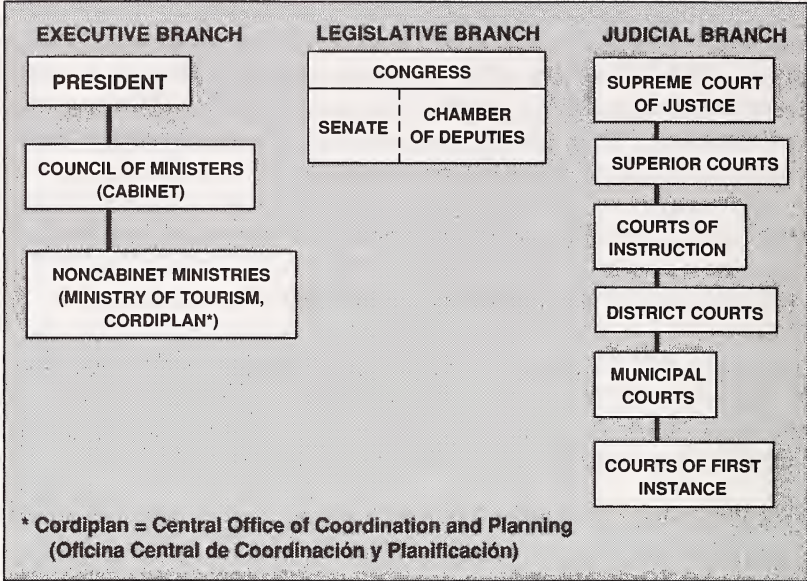 EXECUTIVE BRANCH
PRESIDENT
COUNCIL OF MINISTERS
(CABINET)
NONCABINET MINISTRIES
(MINISTRY OF TOURISM,
CORDIPLAN*)
LEGISLATIVE BRANCH
CONGRESS
SENATE
CHAMBER
OF DEPUTIES
JUDICIAL BRANCH
SUPREME COURT
OF JUSTICE
SUPERIOR COURTS
COURTS OF
INSTRUCTION
DISTRICT COURTS
MUNICIPAL
COURTS
COURTS OF FIRST
INSTANCE
* Cordiplan = Central Office of Coordination and Planning
(Oficina Central de Coordinación y Planificación)